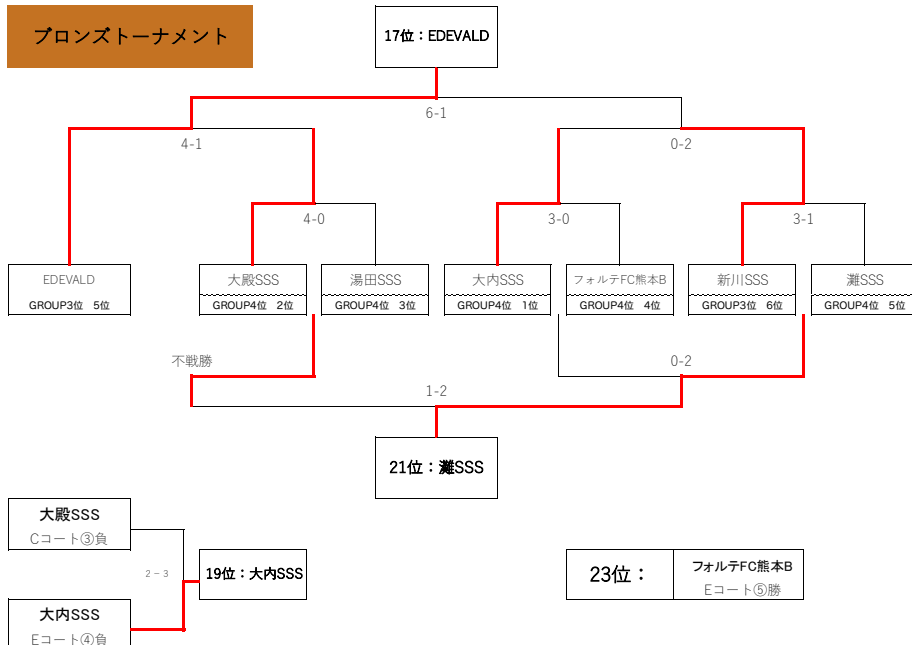 ブロンズトーナメント
17位：EDEVALD
6-1
4-1
0-2
4-0
3-0
3-1
EDEVALD
GROUP3位 5位
大殿SSS
GROUP4位 2位
湯田SSS
GROUP4位 3位
大内SSS
GROUP4位 1位
フォルテFC熊本B
GROUP4位 4位
新川SSS
GROUP3位 6位
灘SSS
GROUP4位 5位
不戦勝
0-2
1-2
21位：灘SSS
大殿SSS
Cコート③負
2－3
19位：大内SSS
大内SSS
Eコート④負
23位：
フォルテFC熊本B
Eコート⑤勝